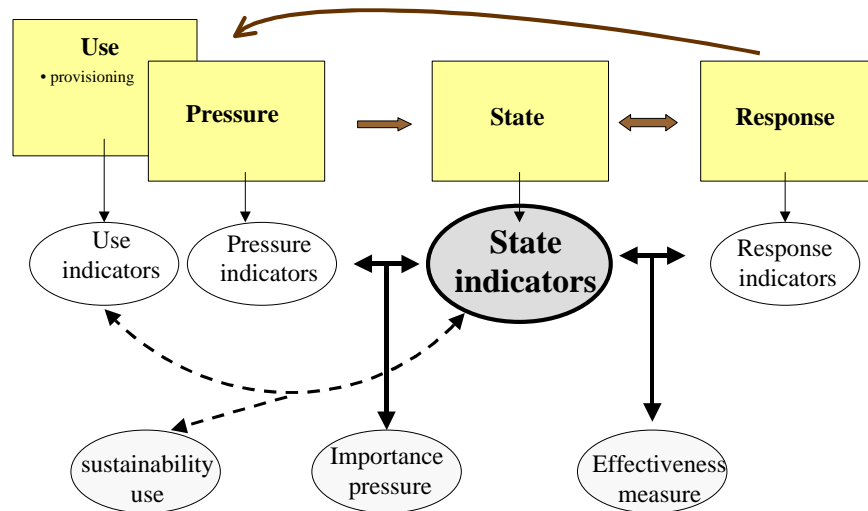 Use
• provisioning
Pressure
State
Response
Use
indicators
Pressure
indicators
State
indicators
Response
indicators
sustainability
use
Importance
pressure
Effectiveness
measure